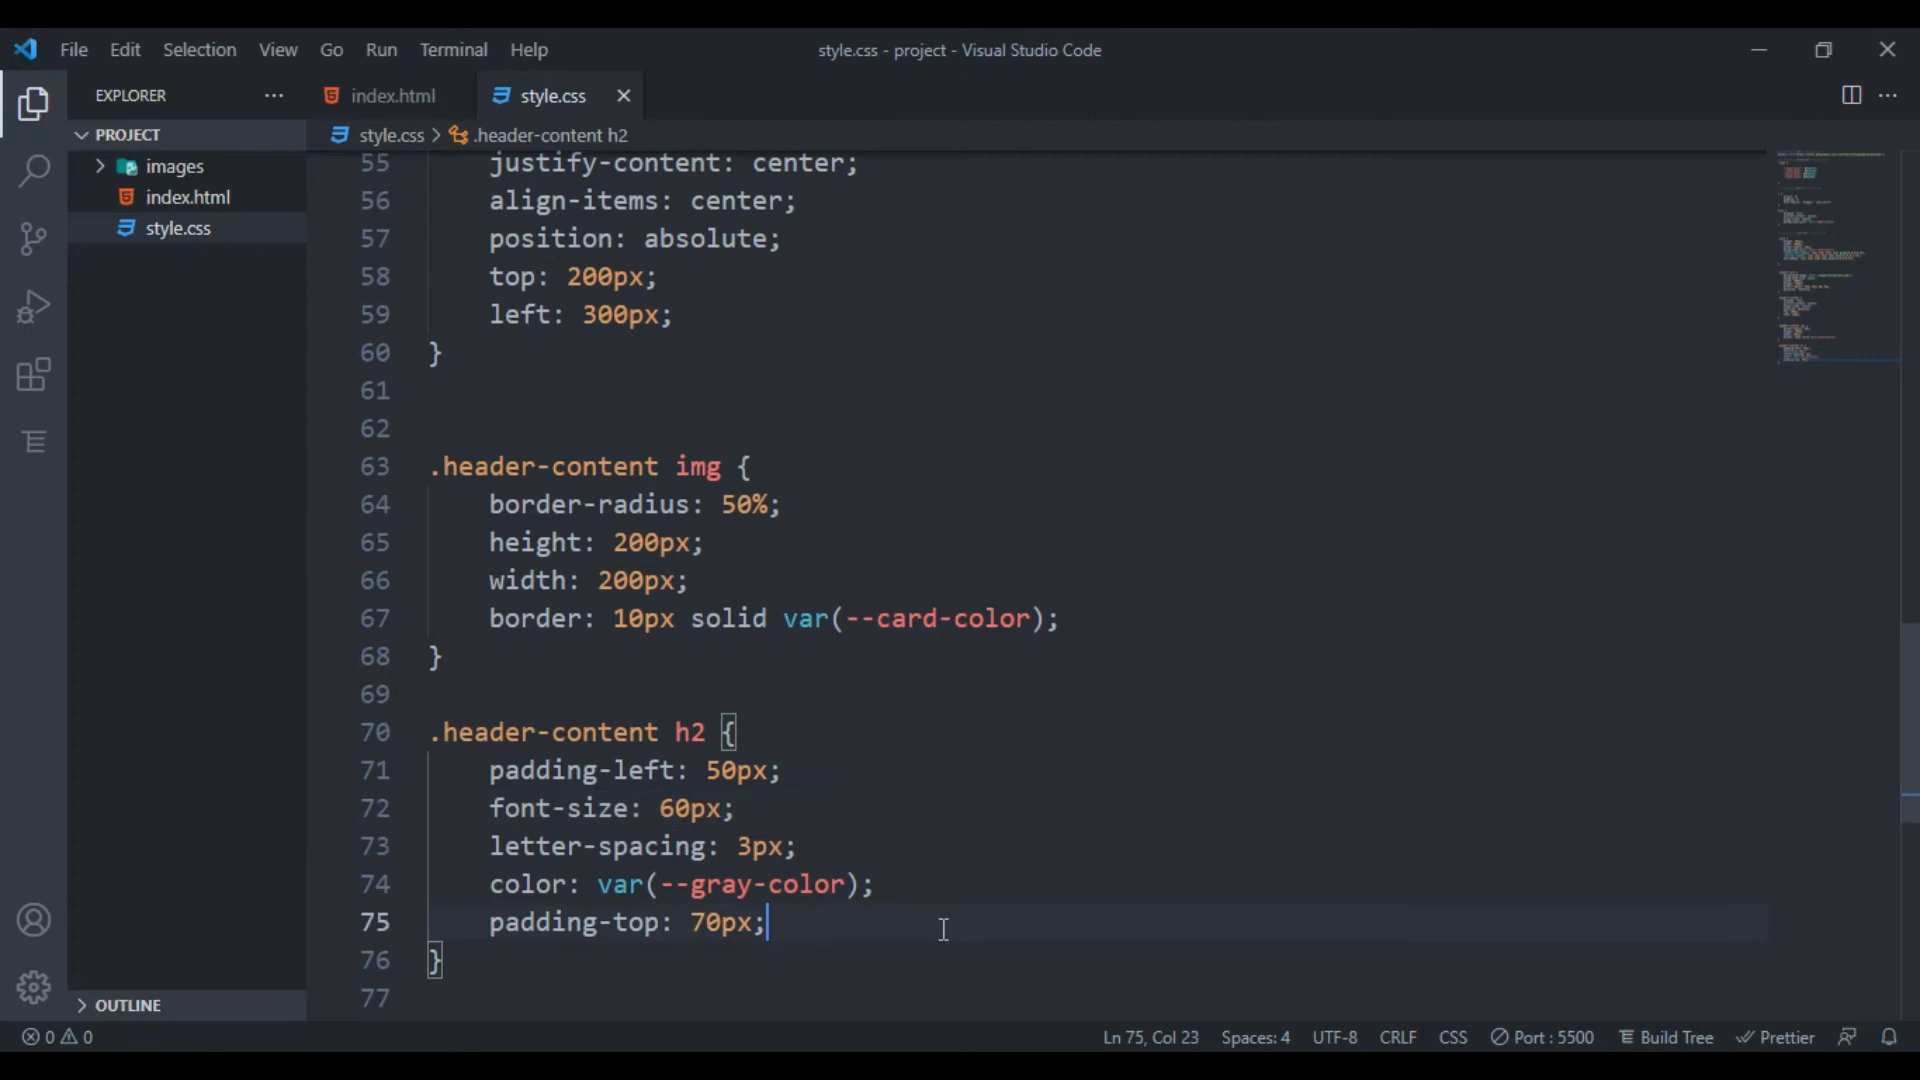 File Edit Selection View Go Run Terminal Help style.css - project - Visual Studio Code
EXPLORER ... index.html style.css
PROJECT
style.css > .header-content h2
images
index.html
style.css
55 justify-content: center;
56 align-items: center;
57 position: absolute;
58 top: 200px;
59 left: 300px;
60 }
61
62
63 .header-content img {
64 border-radius: 50%;
65 height: 200px;
66 width: 200px;
67 border: 10px solid var(--card-color);
68 }
69
70 .header-content h2 {
71 padding-left: 50px;
72 font-size: 60px;
73 letter-spacing: 3px;
74 color: var(--gray-color);
75 padding-top: 70px;
76 }
77
OUTLINE
0 0 Ln 75, Col 23 Spaces: 4 UTF-8 CRLF CSS Port : 5500 Build Tree Prettier